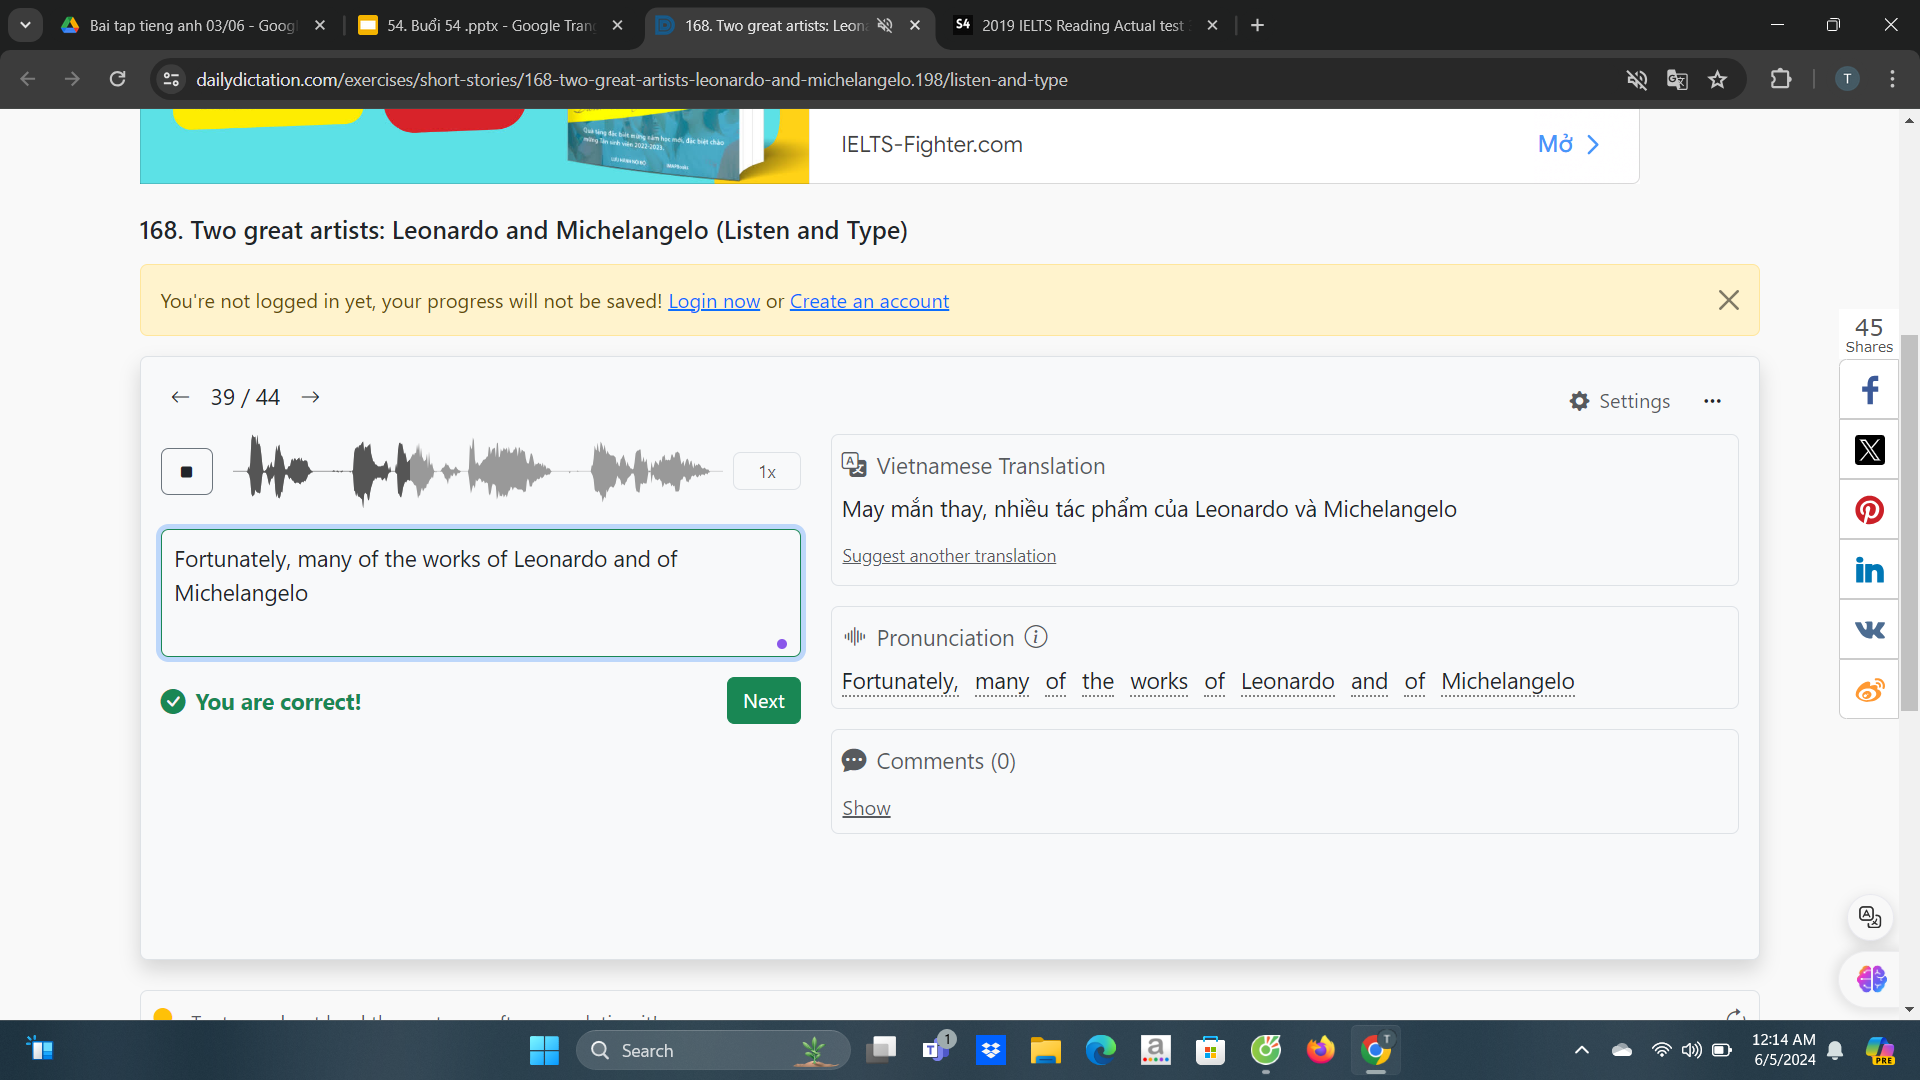 Bai tap tieng anh 03/06 - Googl
54. Buổi 54 .pptx - Google Tran
168. Two great artists: Leona
S4
2019 IELTS Reading Actual test
dailydictation.com/exercises/short-stories/168-two-great-artists-leonardo-and-michelangelo.198/listen-and-type
T
IELTS-Fighter.com
Mở
168. Two great artists: Leonardo and Michelangelo (Listen and Type)
You're not logged in yet, your progress will not be saved! Login now or Create an account
45
Shares
39 / 44
Settings
1x
Vietnamese Translation
May mắn thay, nhiều tác phẩm của Leonardo và Michelangelo
Suggest another translation
Fortunately, many of the works of Leonardo and of
Michelangelo
Pronunciation
Fortunately, many of the works of Leonardo and of Michelangelo
You are correct!
Next
Comments (0)
Show
Search
1
12:14 AM
6/5/2024
PRE